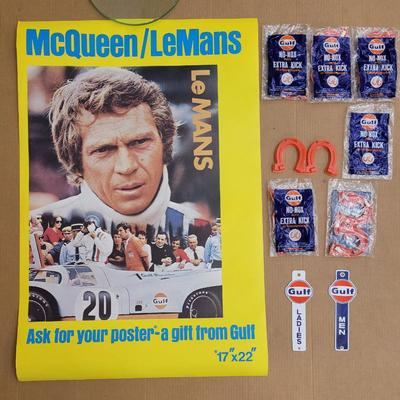 McQueen/LeMans
Le MANS
20
Gulf
Gulf
Ask for your poster*-a gift from Gulf
*17"x22"
Gulf
NO-NOX
EXTRA KICK
Gulf
NO-NOX
EXTRA KICK
Gulf
NO-NOX
EXTRA KICK
Gulf
NO-NOX
EXTRA KICK
Gulf
NO-NOX
EXTRA KICK
Gulf
LADIES
Gulf
MEN